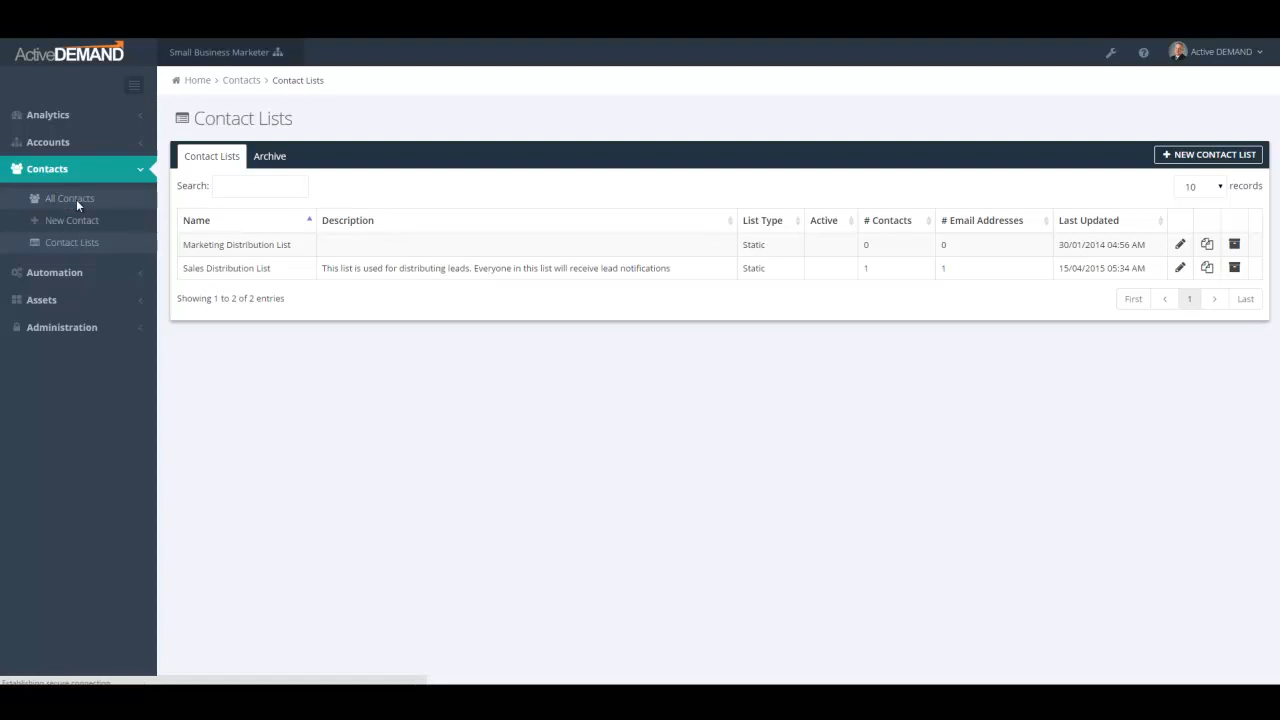 ActiveDEMAND
Small Business Marketer
Active DEMAND
Home > Contacts > Contact Lists
Analytics
Accounts
Contacts
All Contacts
New Contact
Contact Lists
Automation
Assets
Administration
Contact Lists
Contact Lists Archive + NEW CONTACT LIST
Search: 10 records
Name Description List Type Active # Contacts # Email Addresses Last Updated
Marketing Distribution List Static 0 0 30/01/2014 04:56 AM
Sales Distribution List This list is used for distributing leads. Everyone in this list will receive lead notifications Static 1 1 15/04/2015 05:34 AM
Showing 1 to 2 of 2 entries First < 1 > Last
Establishing secure connection...